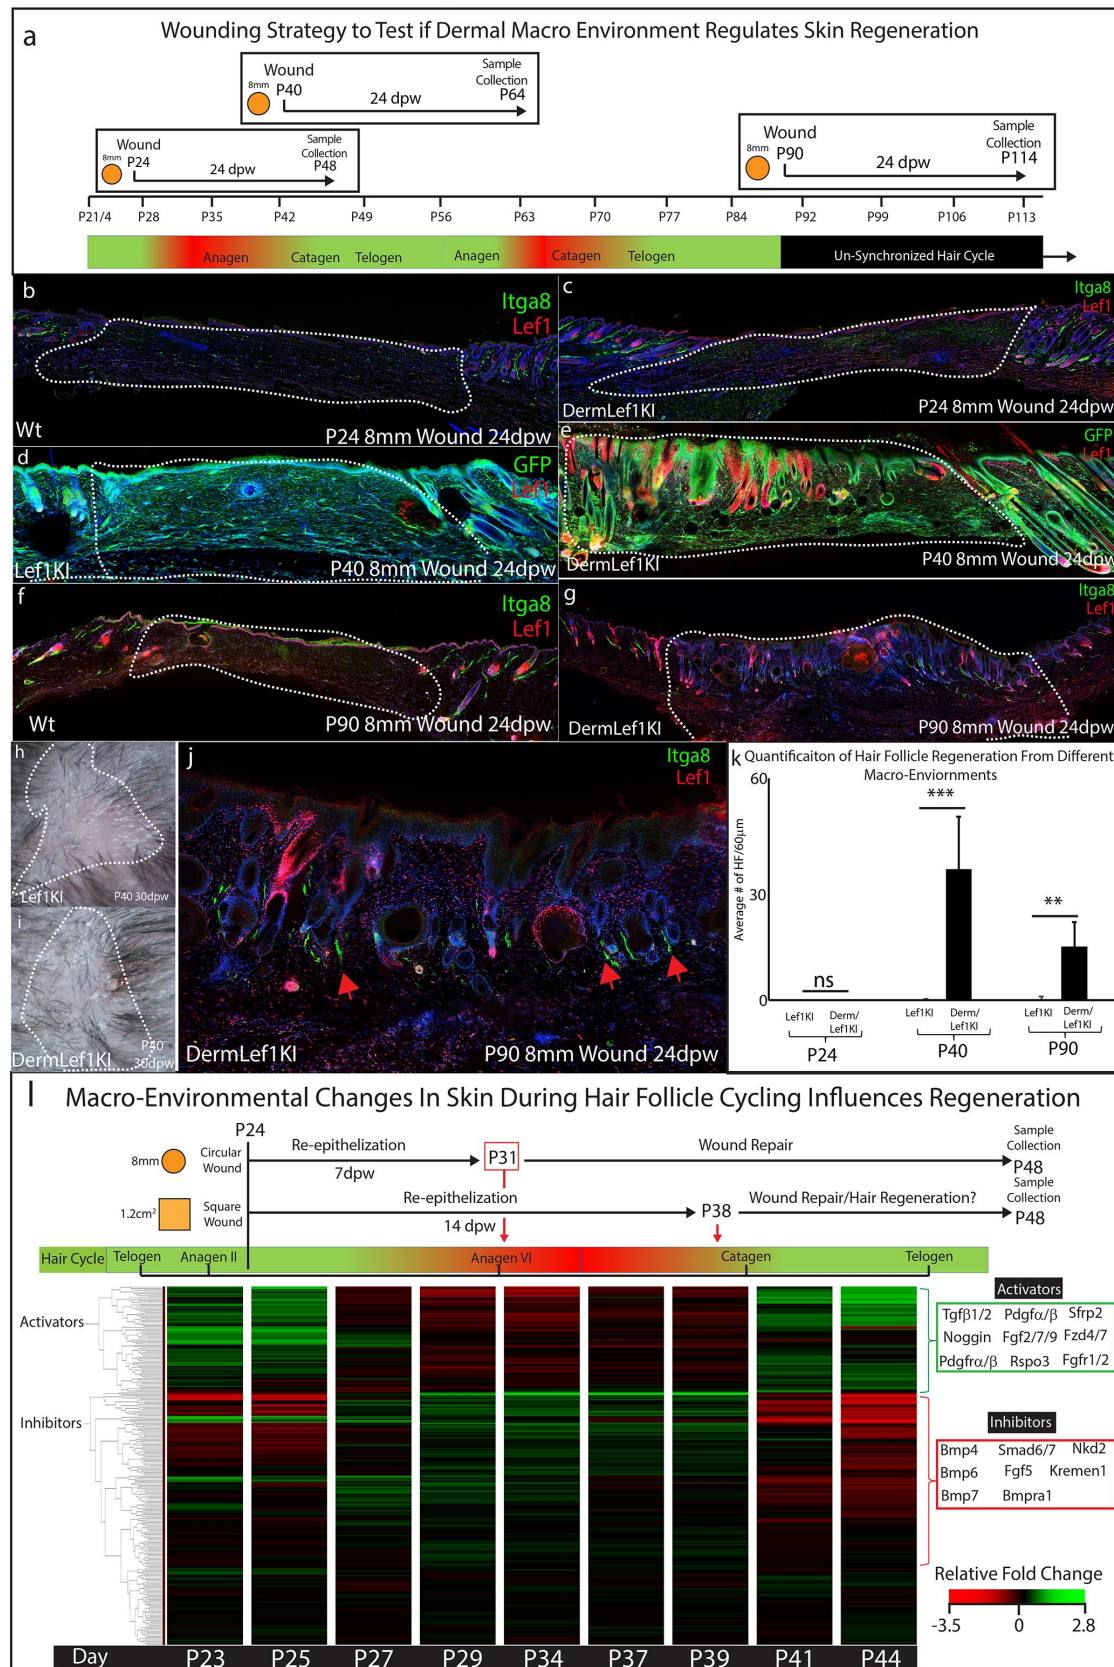 a
Wounding Strategy to Test if Dermal Macro Environment Regulates Skin Regeneration
8mm
Wound
P40
24 dpw
Sample
Collection
P64
8mm
Wound
P24
24 dpw
Sample
Collection
P48
8mm
Wound
P90
24 dpw
Sample
Collection
P114
P21/4 P28 P35 P42 P49 P56 P63 P70 P77 P84 P92 P99 P106 P113
Anagen Catagen Telogen Anagen Catagen Telogen Un-Synchronized Hair Cycle
b
Itga8
Lef1
Wt
P24 8mm Wound 24dpw
c
Itga8
Lef1
DermLef1KI
P24 8mm Wound 24dpw
d
GFP
Lef1
Lef1KI
P40 8mm Wound 24dpw
e
GFP
Lef1
DermLef1KI
P40 8mm Wound 24dpw
f
Itga8
Lef1
Wt
P90 8mm Wound 24dpw
g
Itga8
Lef1
DermLef1KI
P90 8mm Wound 24dpw
h
Lef1KI
P40 30dpw
i
DermLef1KI
P40
30dpw
j
Itga8
Lef1
DermLef1KI
P90 8mm Wound 24dpw
k
Quantificaiton of Hair Follicle Regeneration From Different
Macro-Enviornments
Average # of HF/60μm
60
30
0
ns
***
**
Lef1KI Derm/
Lef1KI
Lef1KI Derm/
Lef1KI
Lef1KI Derm/
Lef1KI
P24 P40 P90
l
Macro-Environmental Changes In Skin During Hair Follicle Cycling Influences Regeneration
P24
8mm
Circular
Wound
Re-epithelization
7dpw
P31
Wound Repair
Sample
Collection
P48
1.2cm²
Square
Wound
Re-epithelization
14 dpw
P38
Wound Repair/Hair Regeneration?
Sample
Collection
P48
Hair Cycle Telogen Anagen II Anagen VI Catagen Telogen
Activators
Inhibitors
Activators
Tgfβ1/2 Pdgfα/β Sfrp2
Noggin Fgf2/7/9 Fzd4/7
Pdgfrα/β Rspo3 Fgfr1/2
Inhibitors
Bmp4 Smad6/7 Nkd2
Bmp6 Fgf5 Kremen1
Bmp7 Bmpra1
Relative Fold Change
-3.5 0 2.8
Day P23 P25 P27 P29 P34 P37 P39 P41 P44